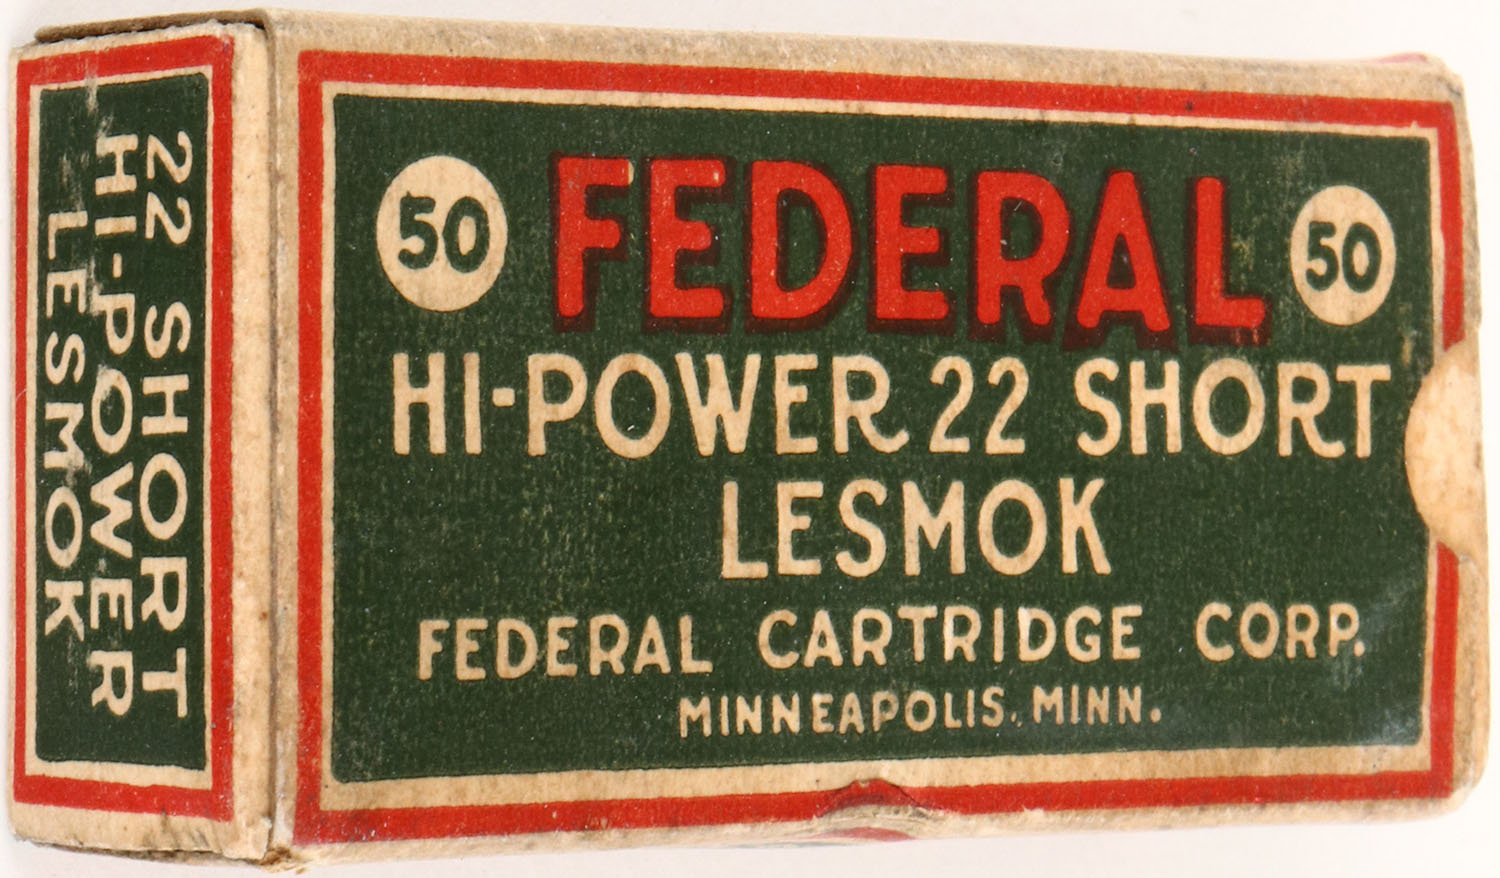 50 FEDERAL 50
HI-POWER 22 SHORT
LESMOK
FEDERAL CARTRIDGE CORP.
MINNEAPOLIS, MINN.
22 SHORT
HI-POWER
LESMOK